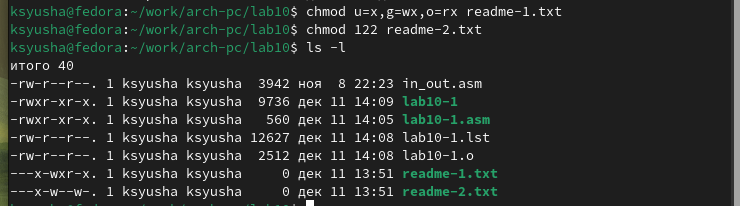 ksyusha@fedora:~/work/arch-pc/lab10$ chmod u=x,g=wx,o=rx readme-1.txt
ksyusha@fedora:~/work/arch-pc/lab10$ chmod 122 readme-2.txt
ksyusha@fedora:~/work/arch-pc/lab10$ ls -l
итого 40
-rw-r--r--. 1 ksyusha ksyusha  3942 ноя  8 22:23 in_out.asm
-rwxr-xr-x. 1 ksyusha ksyusha  9736 дек 11 14:09 lab10-1
-rwxr-xr-x. 1 ksyusha ksyusha   560 дек 11 14:05 lab10-1.asm
-rw-r--r--. 1 ksyusha ksyusha 12627 дек 11 14:08 lab10-1.lst
-rw-r--r--. 1 ksyusha ksyusha  2512 дек 11 14:08 lab10-1.o
---x-wxr-x. 1 ksyusha ksyusha     0 дек 11 13:51 readme-1.txt
---x-w--w-. 1 ksyusha ksyusha     0 дек 11 13:51 readme-2.txt
ksyusha@fedora:~/work/arch-pc/lab10$